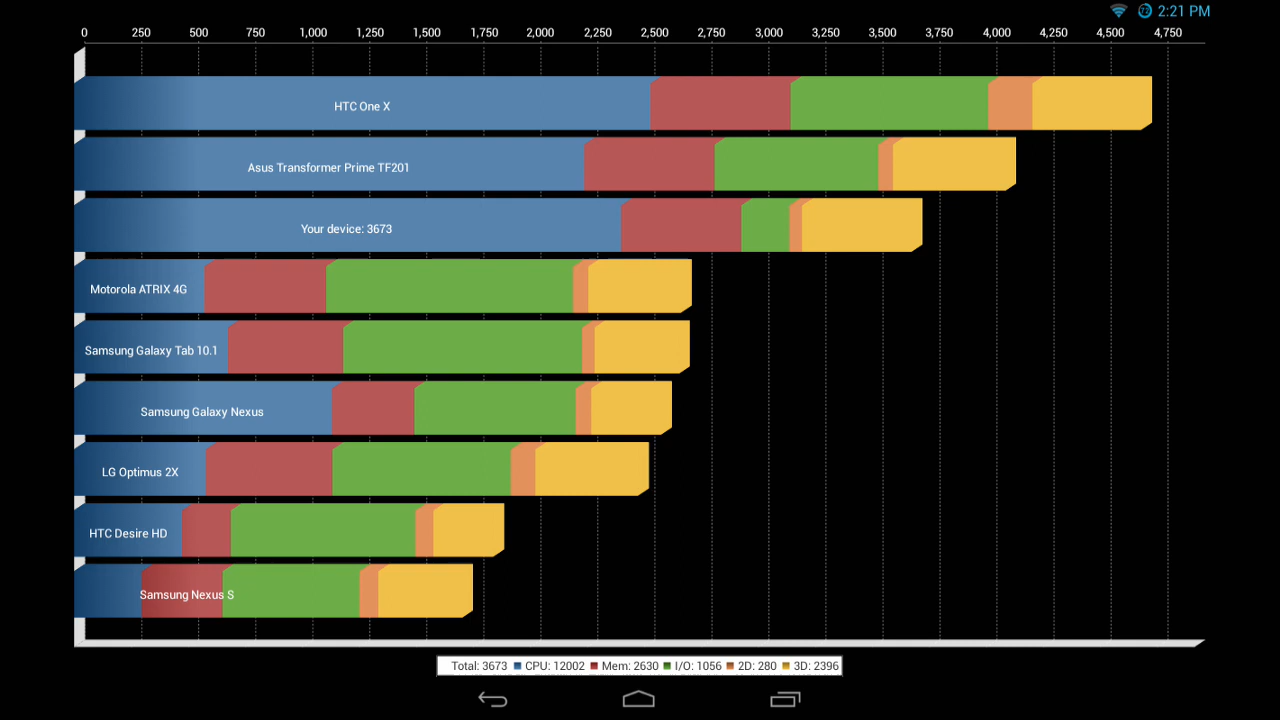 2:21 PM
0 250 500 750 1,000 1,250 1,500 1,750 2,000 2,250 2,500 2,750 3,000 3,250 3,500 3,750 4,000 4,250 4,500 4,750
HTC One X
Asus Transformer Prime TF201
Your device: 3673
Motorola ATRIX 4G
Samsung Galaxy Tab 10.1
Samsung Galaxy Nexus
LG Optimus 2X
HTC Desire HD
Samsung Nexus S
Total: 3673 CPU: 12002 Mem: 2630 I/O: 1056 2D: 280 3D: 2396